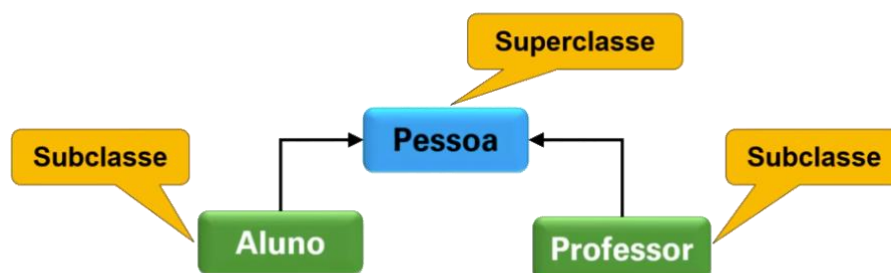 Superclasse
Pessoa
Subclasse
Subclasse
Aluno
Professor